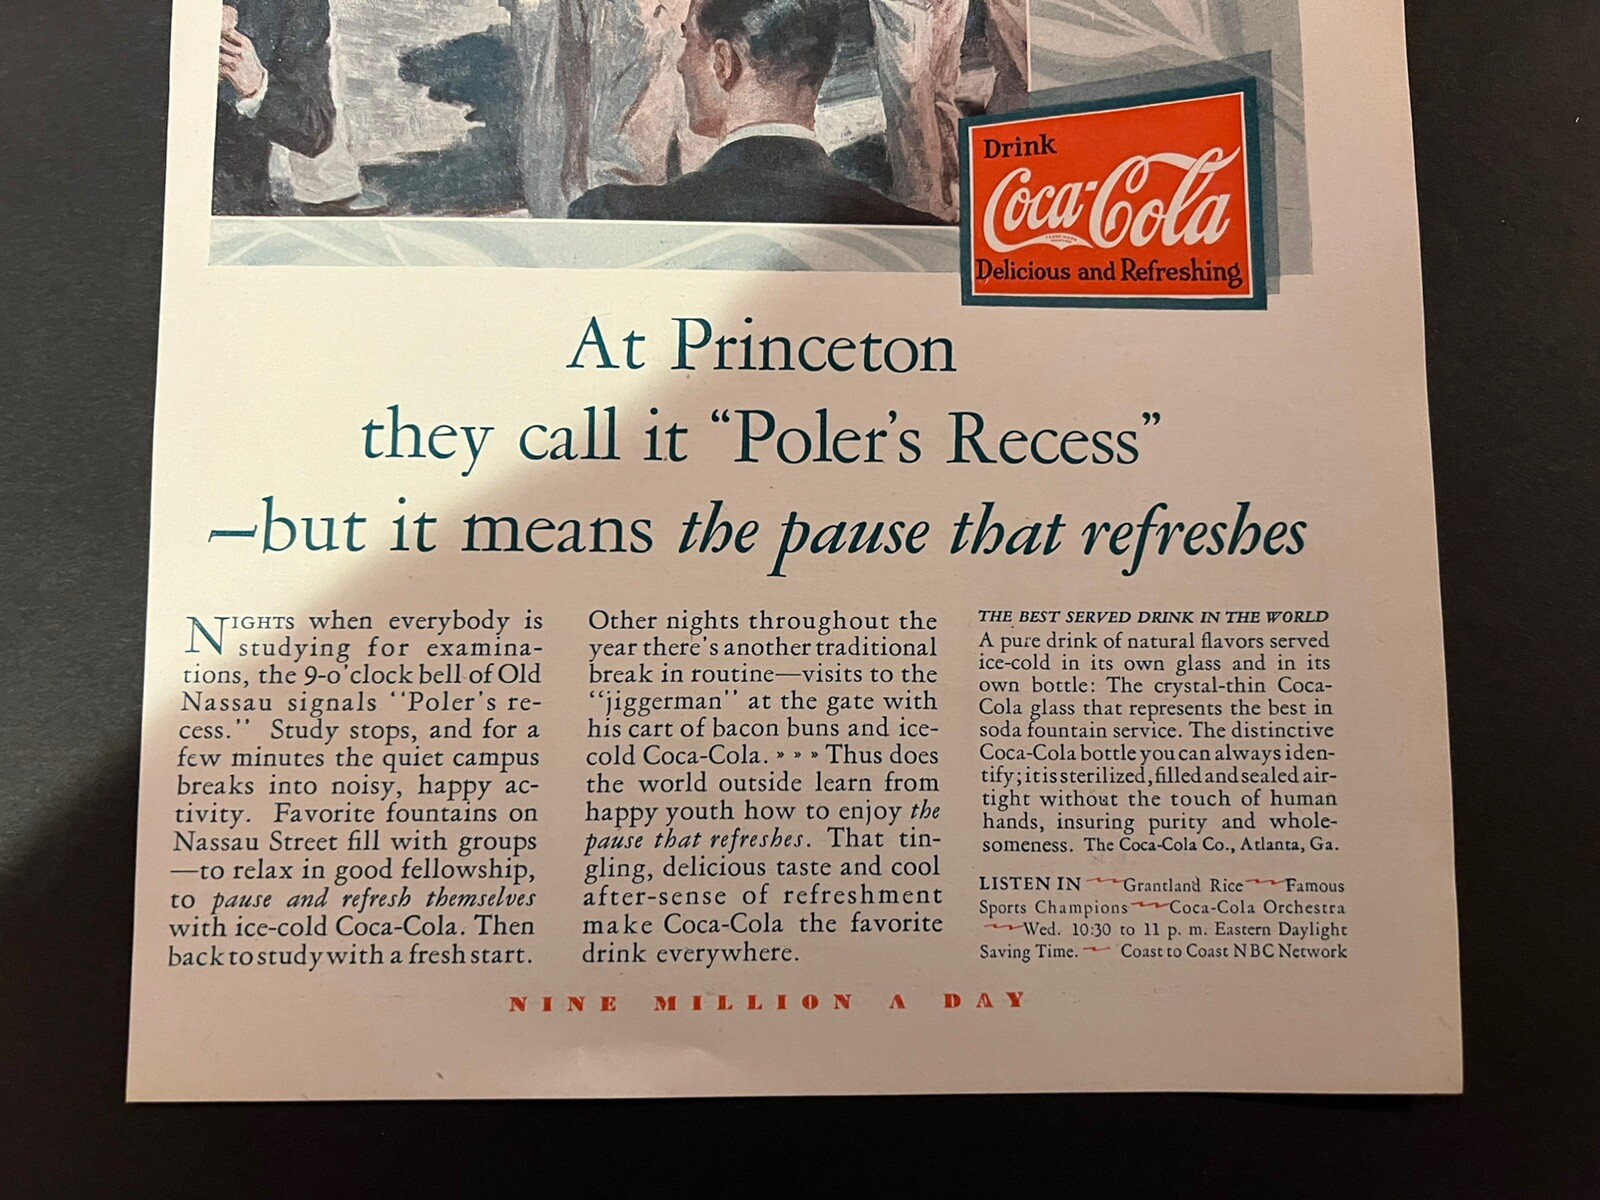 Drink
Coca-Cola
Delicious and Refreshing
At Princeton
they call it “Poler’s Recess”
—but it means the pause that refreshes
NIGHTS when everybody is
studying for examina-
tions, the 9-o’clock bell of Old
Nassau signals “Poler’s re-
cess.” Study stops, and for a
few minutes the quiet campus
breaks into noisy, happy ac-
tivity. Favorite fountains on
Nassau Street fill with groups
—to relax in good fellowship,
to pause and refresh themselves
with ice-cold Coca-Cola. Then
back to study with a fresh start.
Other nights throughout the
year there’s another traditional
break in routine—visits to the
“jiggerman” at the gate with
his cart of bacon buns and ice-
cold Coca-Cola. » » » Thus does
the world outside learn from
happy youth how to enjoy the
pause that refreshes. That tin-
gling, delicious taste and cool
after-sense of refreshment
make Coca-Cola the favorite
drink everywhere.
THE BEST SERVED DRINK IN THE WORLD
A pure drink of natural flavors served
ice-cold in its own glass and in its
own bottle: The crystal-thin Coca-
Cola glass that represents the best in
soda fountain service. The distinctive
Coca-Cola bottle you can always iden-
tify; it is sterilized, filled and sealed air-
tight without the touch of human
hands, insuring purity and whole-
someness. The Coca-Cola Co., Atlanta, Ga.
LISTEN IN Grantland Rice Famous
Sports Champions Coca-Cola Orchestra
Wed. 10:30 to 11 p. m. Eastern Daylight
Saving Time. Coast to Coast NBC Network
NINE MILLION A DAY